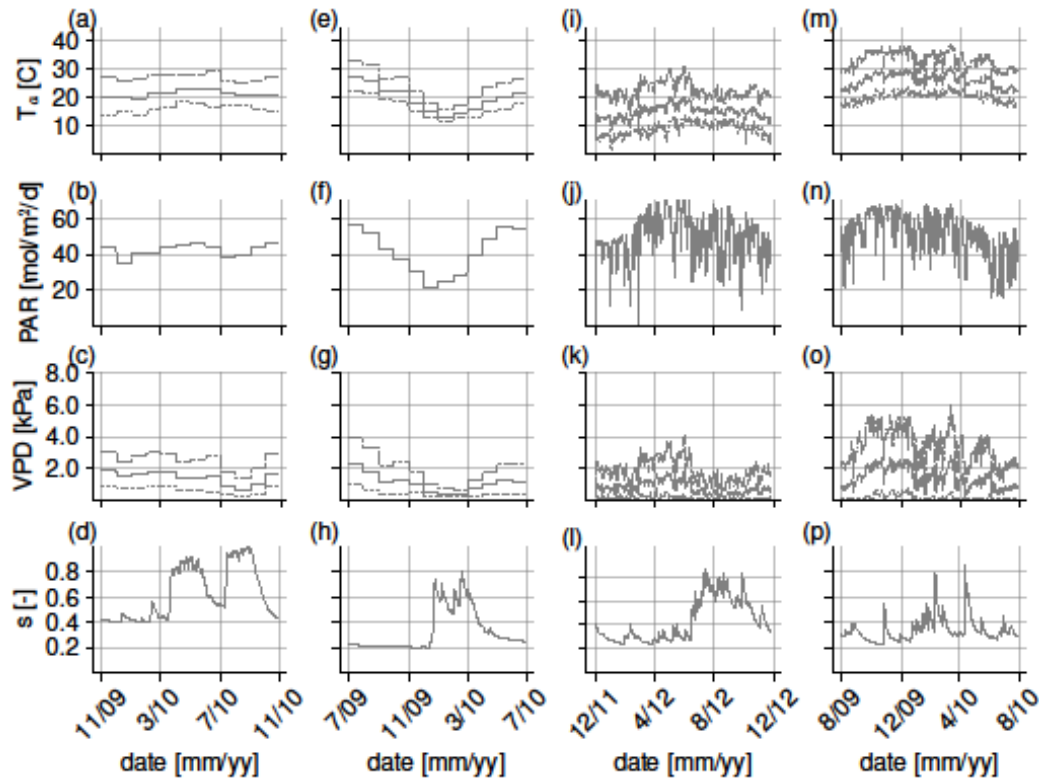 (a) (e) (i) (m)
40
30
20
10
Ta [C]
(b) (f) (j) (n)
60
40
20
PAR [mol/m²/d]
(c) (g) (k) (o)
8.0
6.0
4.0
2.0
VPD [kPa]
(d) (h) (l) (p)
0.8
0.6
0.4
0.2
s [-]
11/09 3/10 7/10 11/10 7/09 11/09 3/10 7/10 12/11 4/12 8/12 12/12 8/09 12/09 4/10 8/10
date [mm/yy] date [mm/yy] date [mm/yy] date [mm/yy]